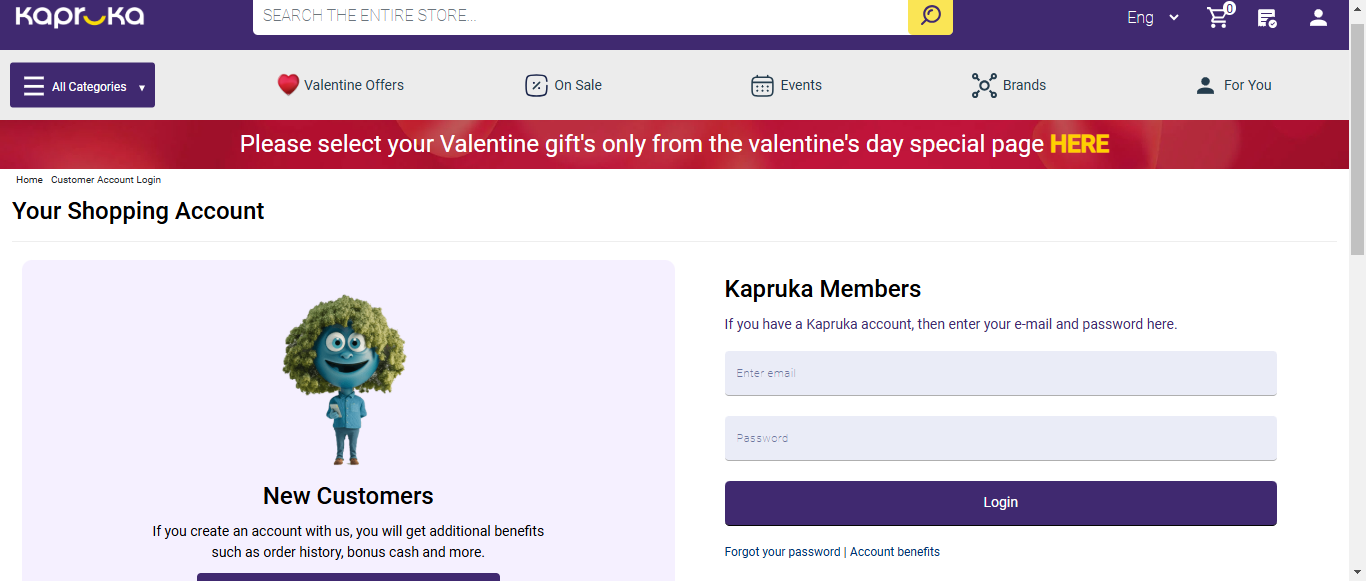 Kapruka
SEARCH THE ENTIRE STORE...
Eng
0
All Categories
Valentine Offers
On Sale
Events
Brands
For You
Please select your Valentine gift's only from the valentine's day special page HERE
Home Customer Account Login
Your Shopping Account
New Customers
If you create an account with us, you will get additional benefits
such as order history, bonus cash and more.
Kapruka Members
If you have a Kapruka account, then enter your e-mail and password here.
Enter email
Password
Login
Forgot your password | Account benefits